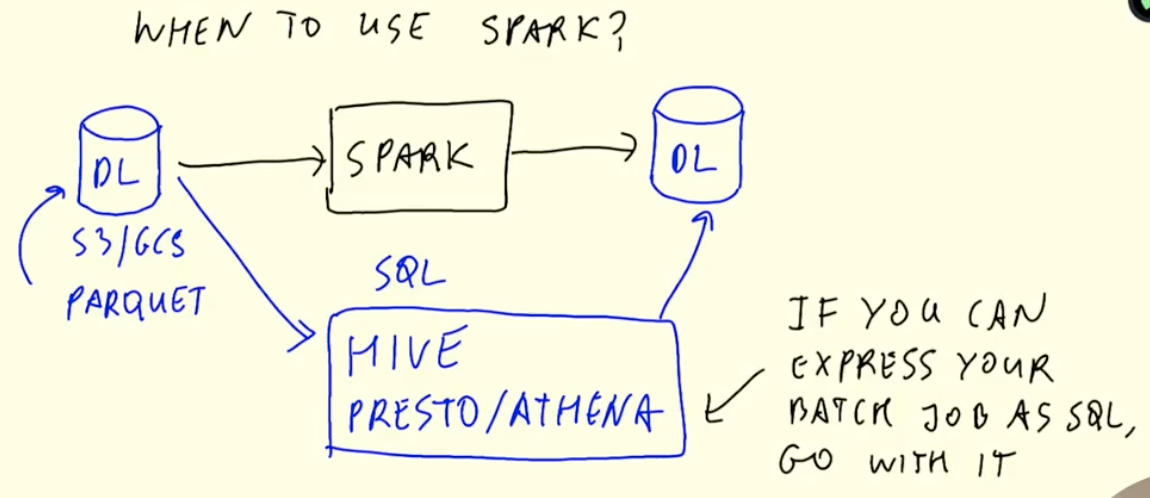 WHEN TO USE SPARK?
DL
SPARK
DL
S3/GCS
PARQUET
SQL
HIVE
PRESTO/ATHENA
IF YOU CAN
EXPRESS YOUR
BATCH JOB AS SQL,
GO WITH IT